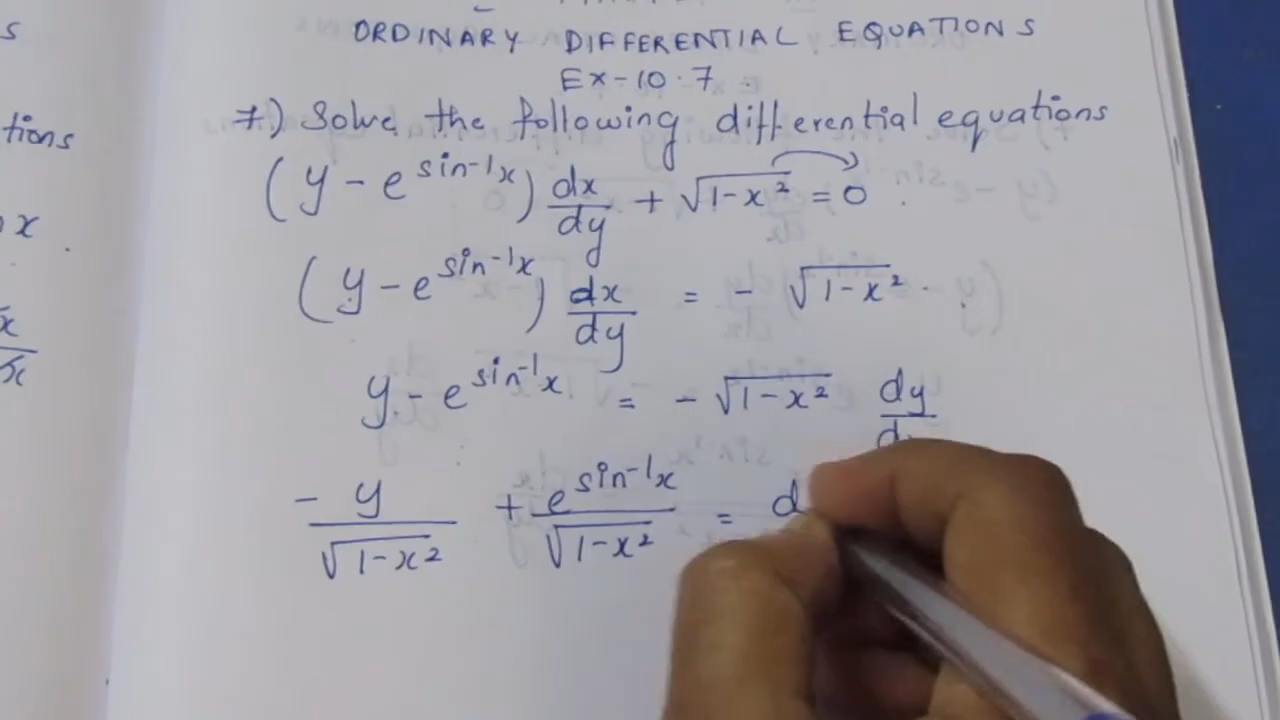 ORDINARY DIFFERENTIAL EQUATIONS
Ex-10.7
7) Solve the following differential equations
(y - e^sin-1x) dx/dy + √1-x² = 0
(y - e^sin-1x) dx/dy = - √1-x²
y - e^sin-1x = - √1-x² dy/d
- y/√1-x² + e^sin-1x/√1-x² = d
s
tions
x
x